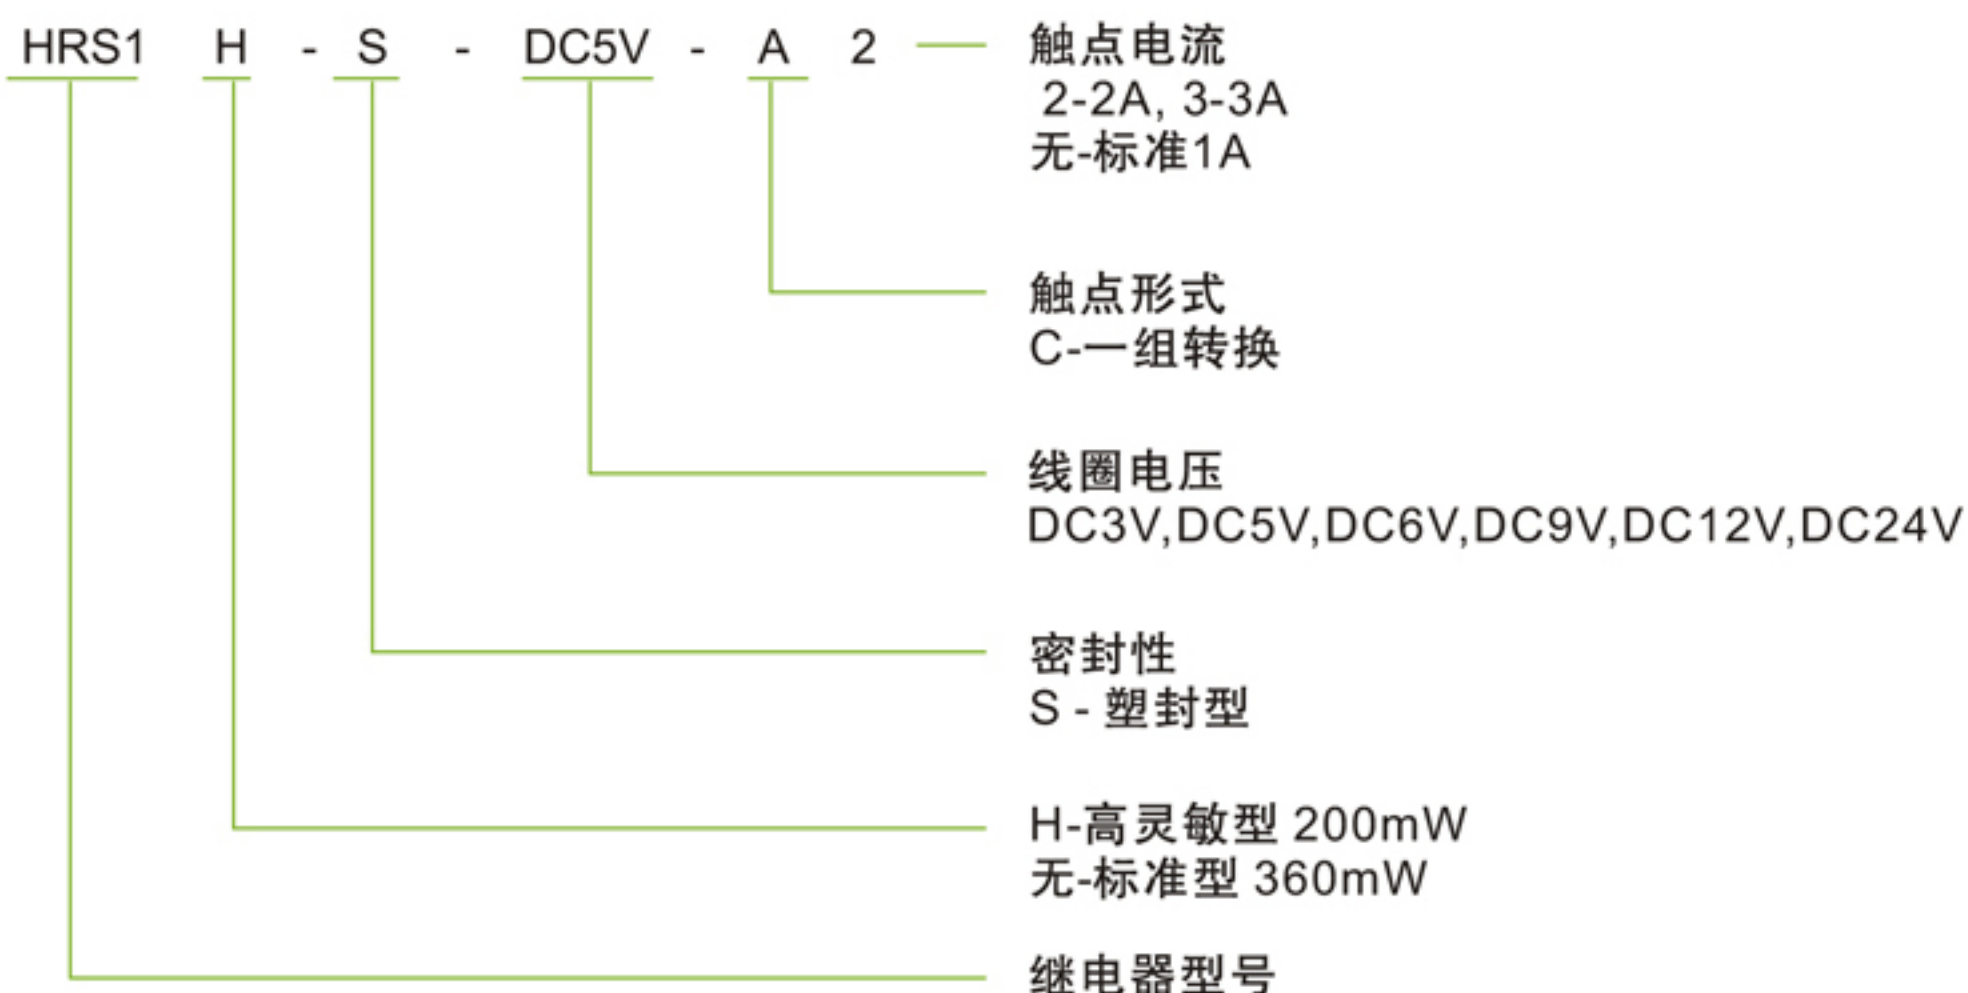 HRS1 H - S - DC5V - A 2
触点电流
2-2A, 3-3A
无-标准1A
触点形式
C-一组转换
线圈电压
DC3V,DC5V,DC6V,DC9V,DC12V,DC24V
密封性
S - 塑封型
H-高灵敏型 200mW
无-标准型 360mW
继电器型号